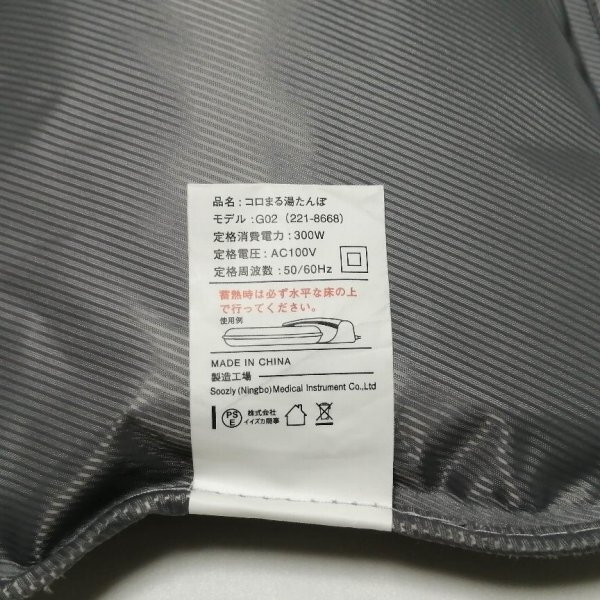 品名：コロまる湯たんぽ
モデル：G02（221-8668）
定格消費電力：300W
定格電圧：AC100V
定格周波数：50/60Hz
蓄熱時は必ず水平な床の上
で行ってください。
使用例
MADE IN CHINA
製造工場
Soozly (Ningbo) Medical Instrument Co.,Ltd
PS
E
株式会社
イイズカ商事